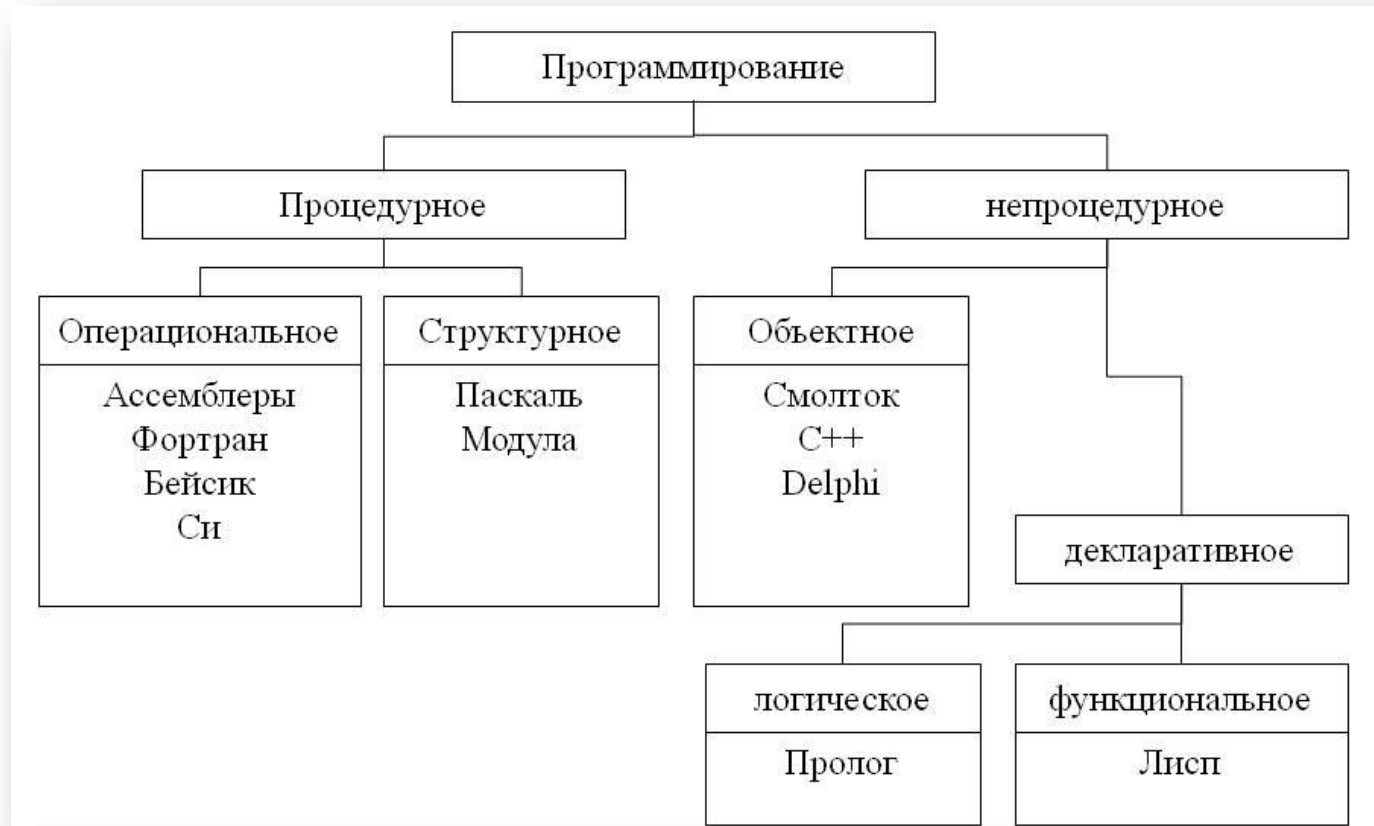 Программирование
Процедурное
непроцедурное
Операциональное
Ассемблеры
Фортран
Бейсик
Си
Структурное
Паскаль
Модула
Объектное
Смолток
C++
Delphi
декларативное
логическое
Пролог
функциональное
Лисп